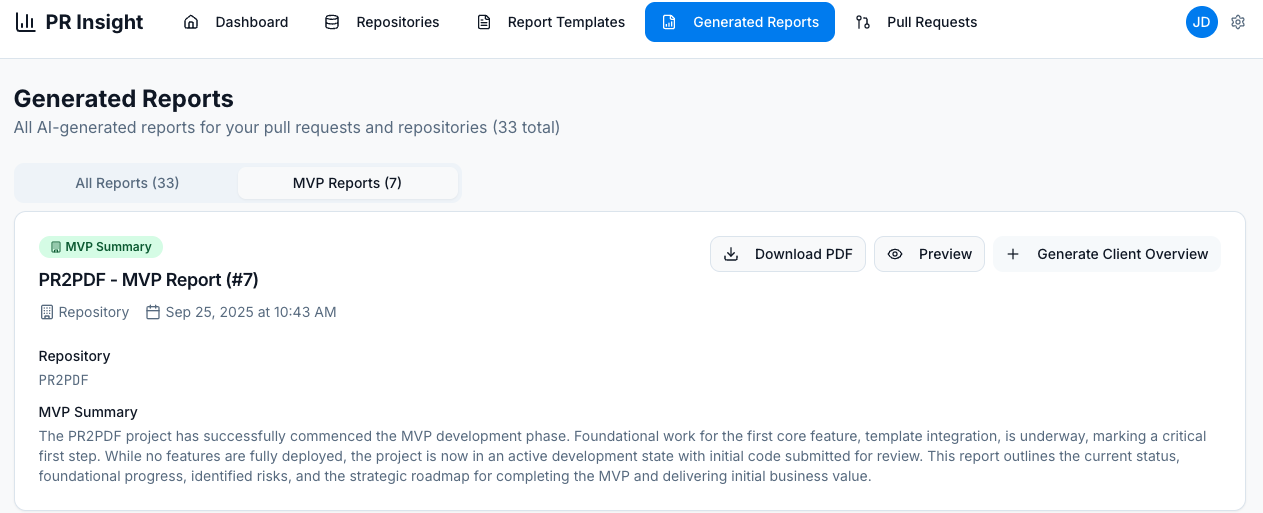 PR Insight Dashboard Repositories Report Templates Generated Reports Pull Requests JD
Generated Reports
All AI-generated reports for your pull requests and repositories (33 total)
All Reports (33) MVP Reports (7)
MVP Summary
Download PDF Preview Generate Client Overview
PR2PDF - MVP Report (#7)
Repository Sep 25, 2025 at 10:43 AM
Repository
PR2PDF
MVP Summary
The PR2PDF project has successfully commenced the MVP development phase. Foundational work for the first core feature, template integration, is underway, marking a critical
first step. While no features are fully deployed, the project is now in an active development state with initial code submitted for review. This report outlines the current status,
foundational progress, identified risks, and the strategic roadmap for completing the MVP and delivering initial business value.